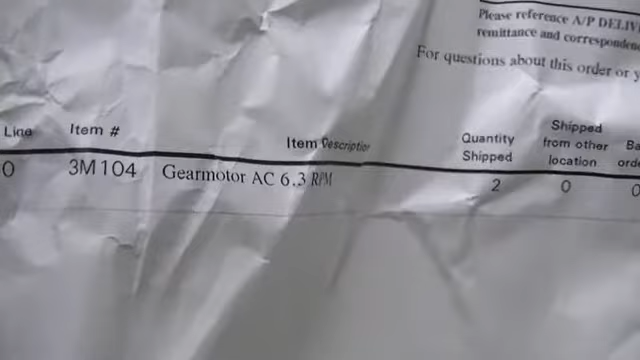 Please reference A/P
remittance and
For questions about this order or
Line Item # Item Description Quantity Shipped Shipped from other location
0 3M104 Gearmotor AC 6.3 RPM 2 0 0